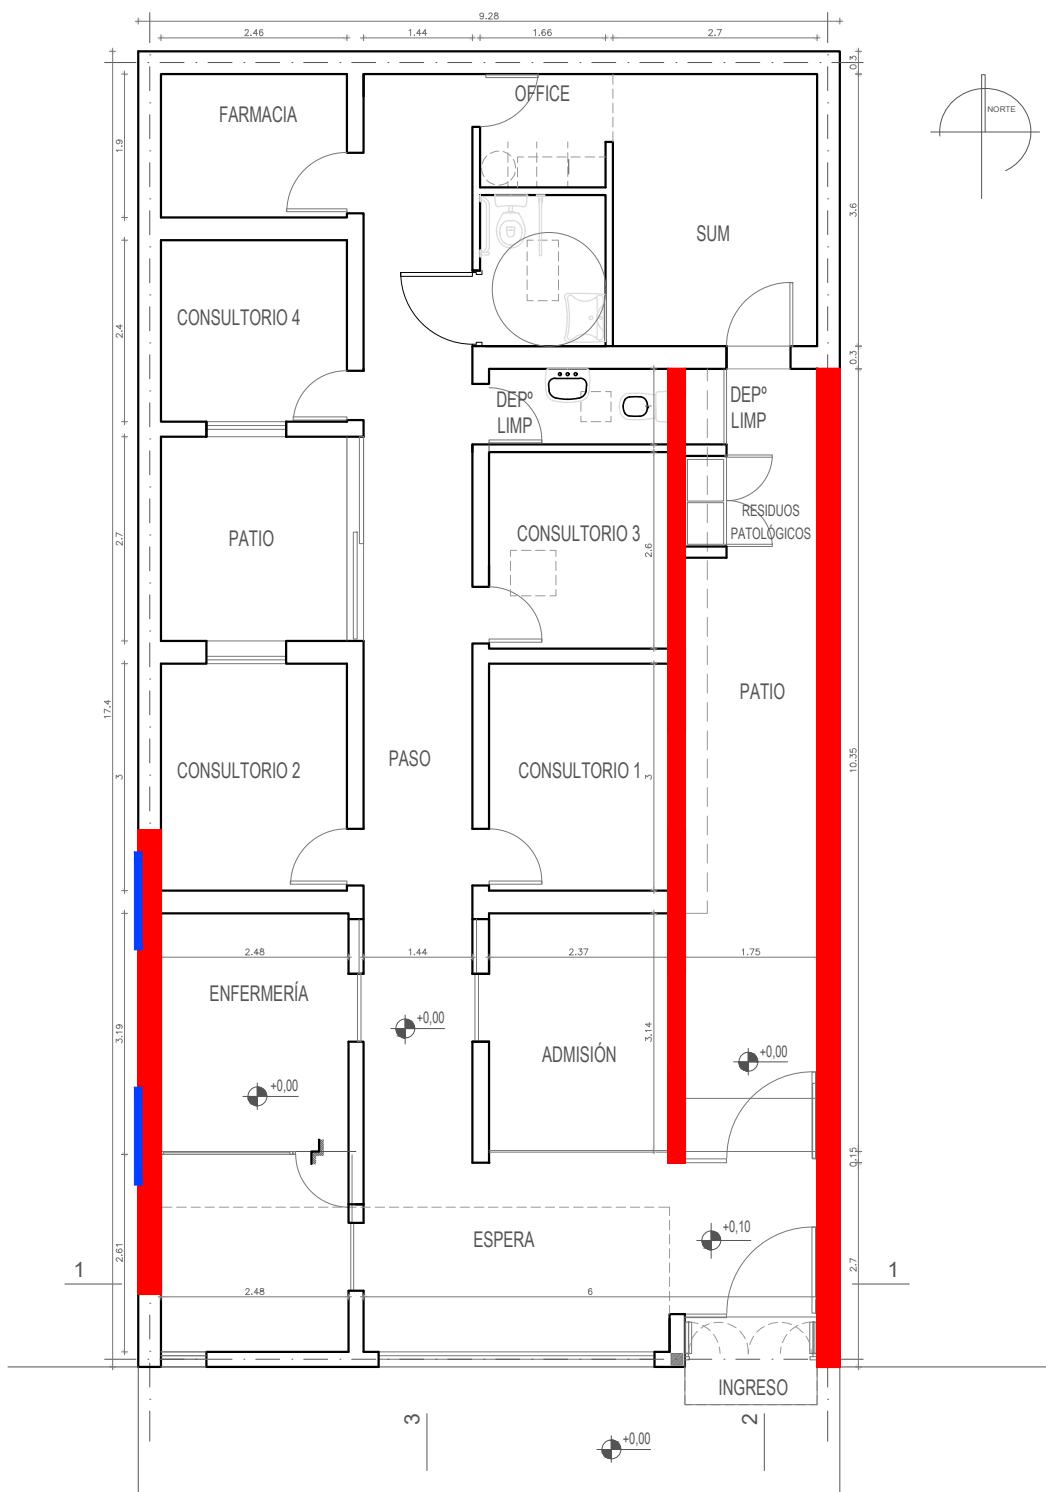 9.28
2.46
1.44
1.66
2.7
0.3
OFFICE
FARMACIA
NORTE
1.9
3.6
SUM
CONSULTORIO 4
2.4
0.3
DEPº
LIMP
DEPº
LIMP
RESIDUOS
PATOLÓGICOS
CONSULTORIO 3
PATIO
2.7
2.6
PATIO
17.4
PASO
CONSULTORIO 2
CONSULTORIO 1
3
3
10.35
2.48
1.44
2.37
1.75
ENFERMERÍA
+0,00
3.19
3.14
ADMISIÓN
+0,00
+0,00
0.15
+0,10
ESPERA
2.61
2.7
1
1
2.48
6
INGRESO
3
2
+0,00